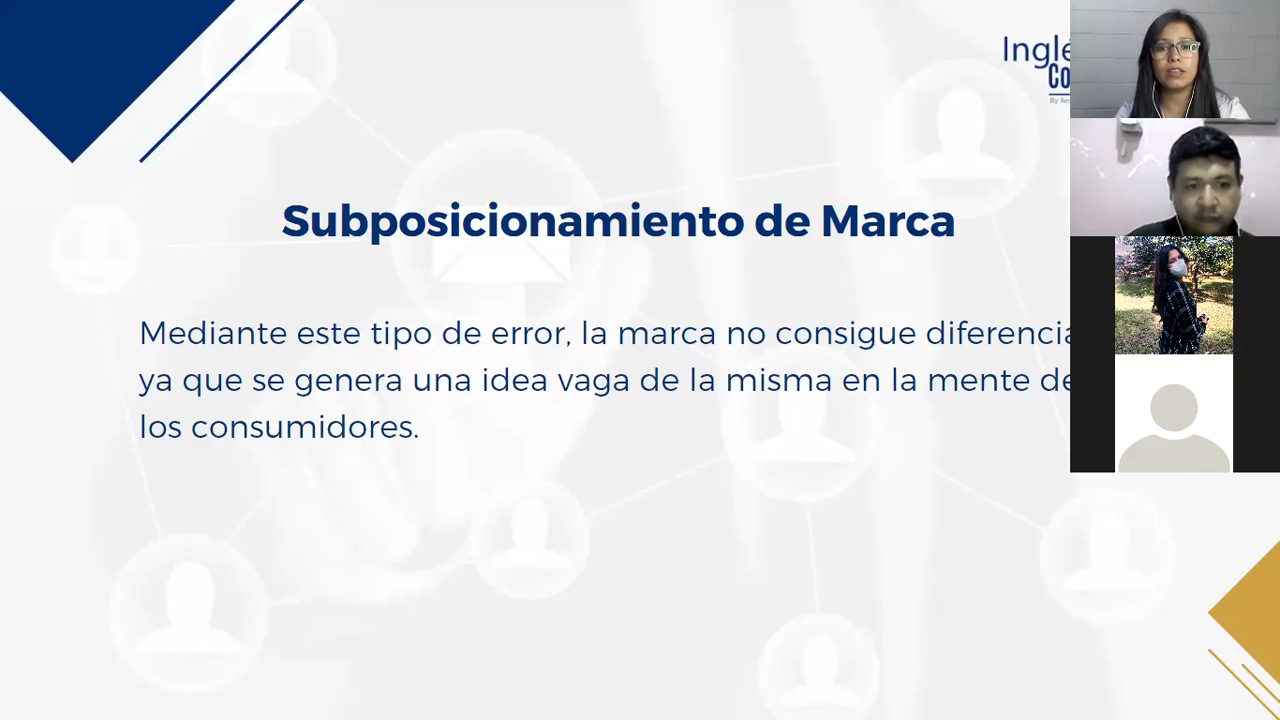 Subposicionamiento de Marca
Mediante este tipo de error, la marca no consigue
ya que se genera una idea vaga de la misma en la mente de
los consumidores.
By